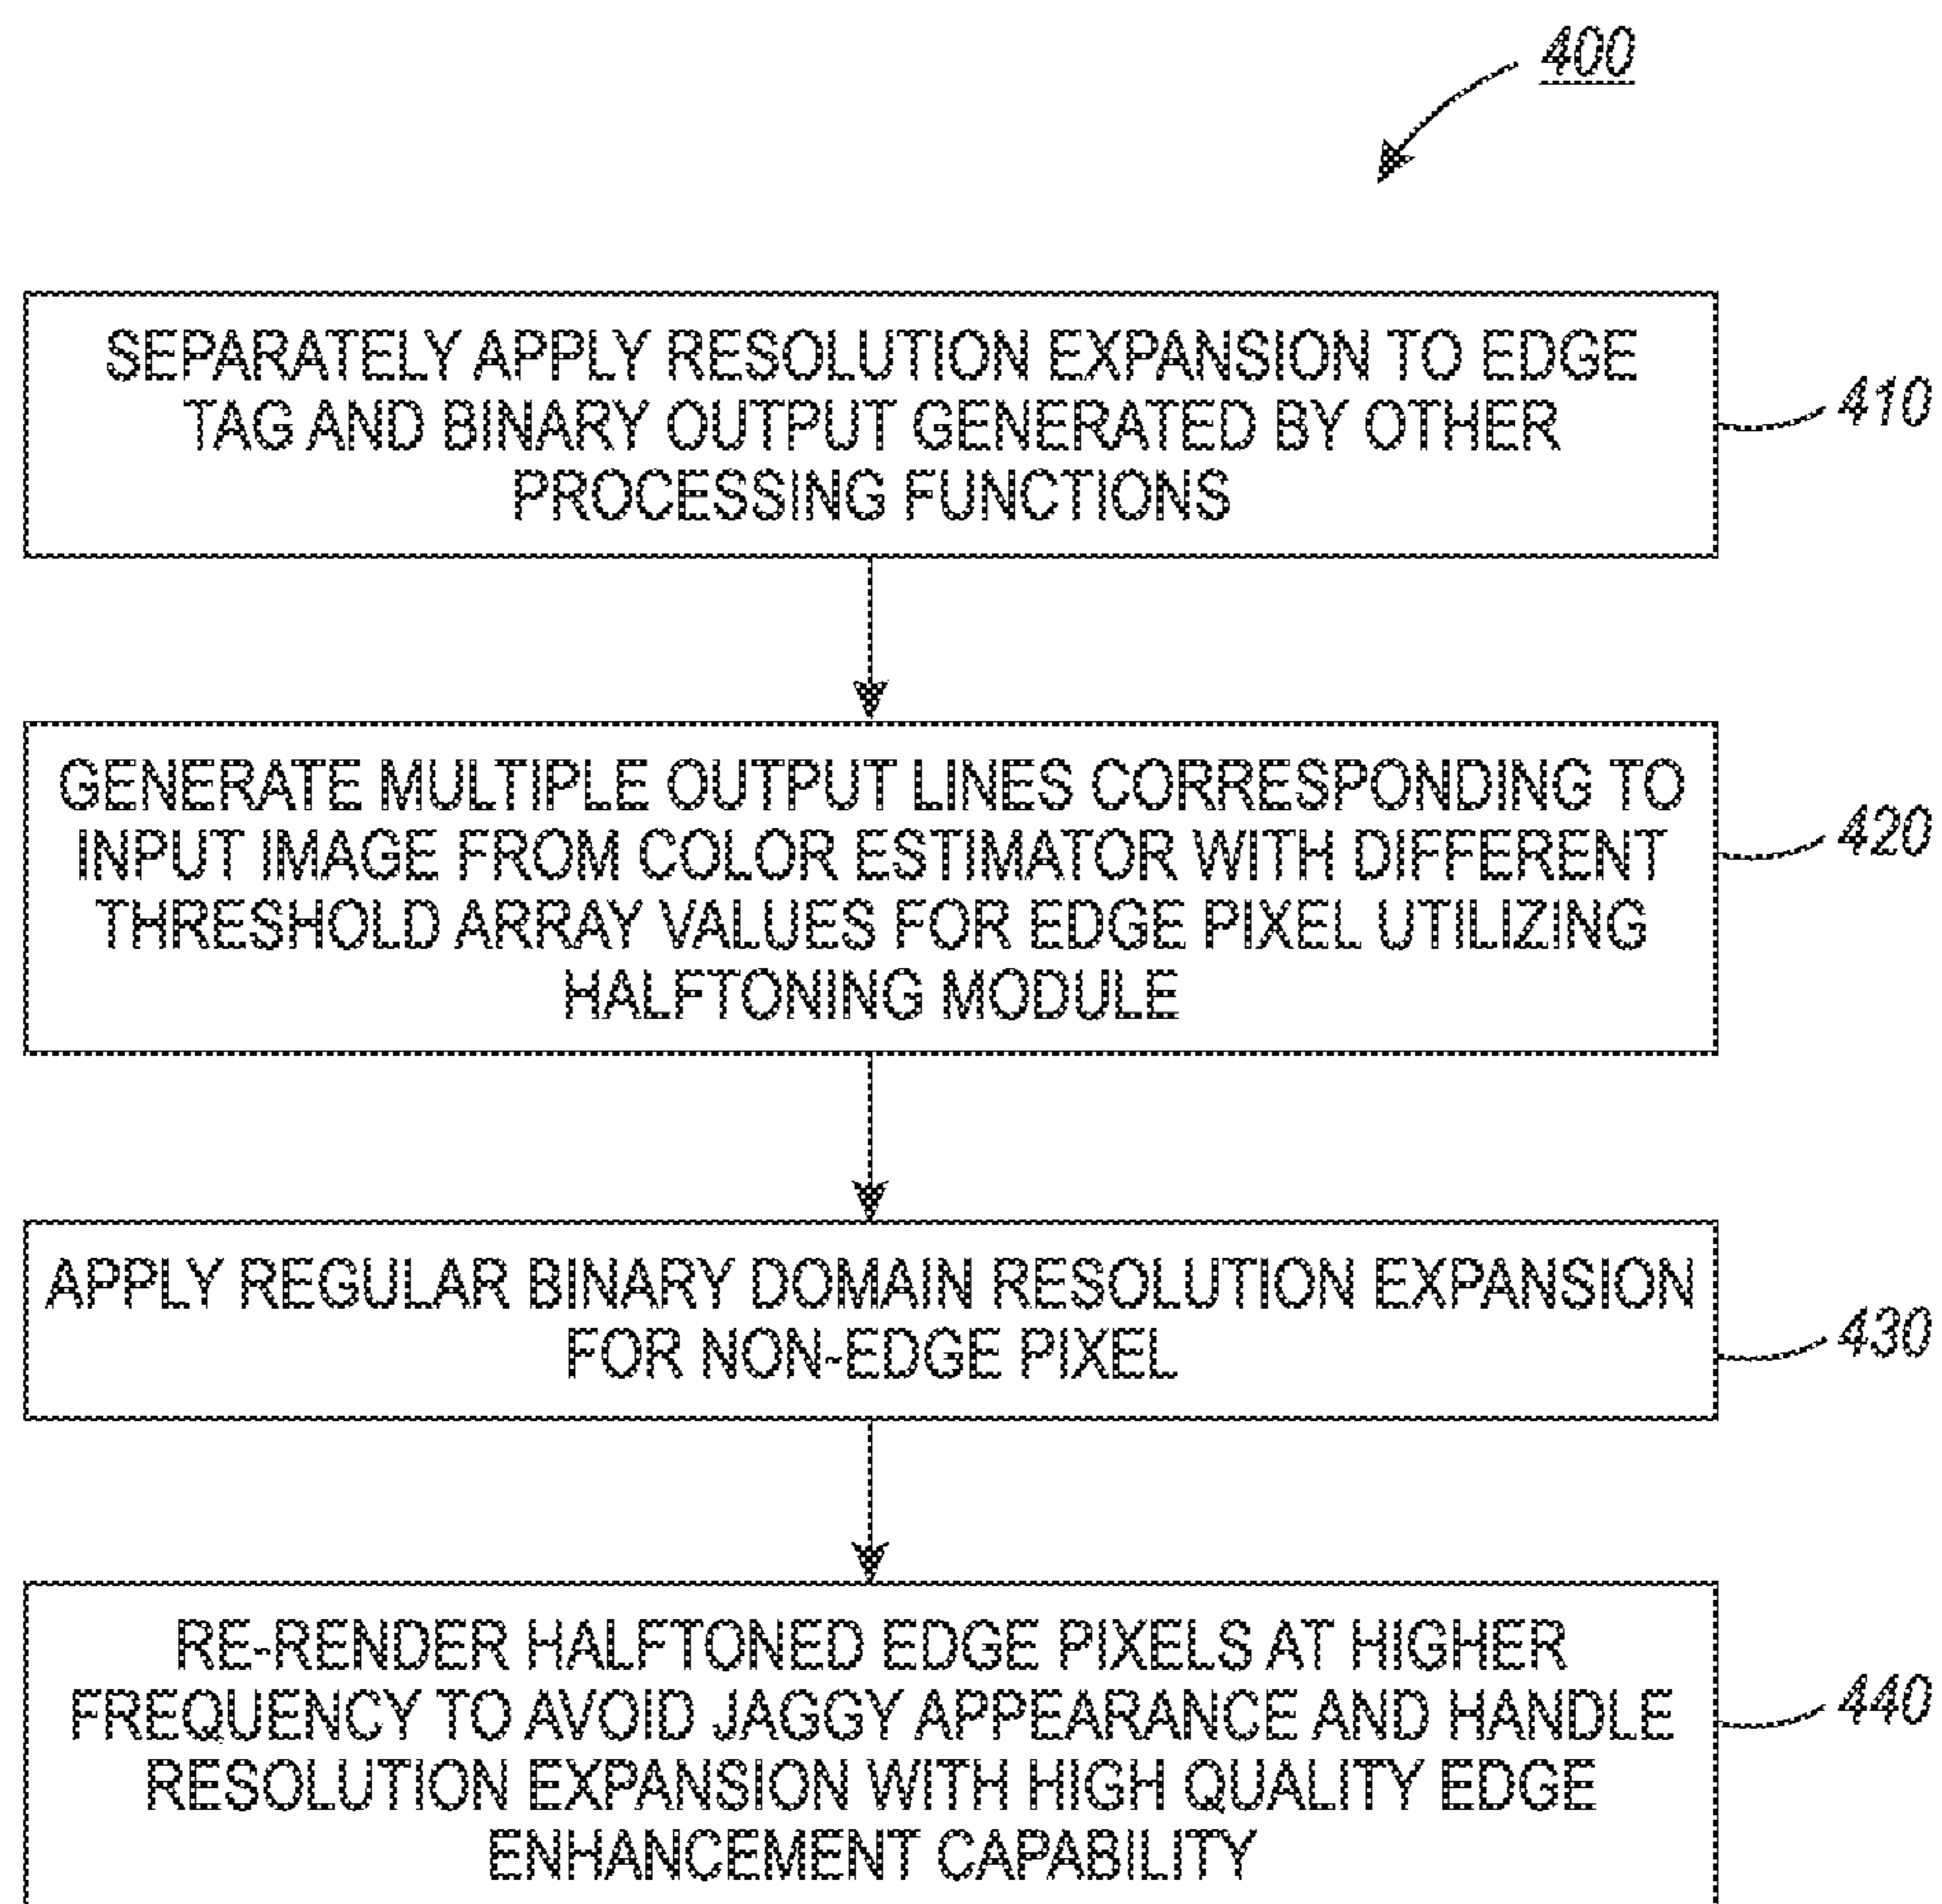 400
SEPARATELY APPLY RESOLUTION EXPANSION TO EDGE
TAG AND BINARY OUTPUT GENERATED BY OTHER
PROCESSING FUNCTIONS
410
GENERATE MULTIPLE OUTPUT LINES CORRESPONDING TO
INPUT IMAGE FROM COLOR ESTIMATOR WITH DIFFERENT
THRESHOLD ARRAY VALUES FOR EDGE PIXEL UTILIZING
HALFTONING MODULE
420
APPLY REGULAR BINARY DOMAIN RESOLUTION EXPANSION
FOR NON-EDGE PIXEL
430
RE-RENDER HALFTONED EDGE PIXELS AT HIGHER
FREQUENCY TO AVOID JAGGY APPEARANCE AND HANDLE
RESOLUTION EXPANSION WITH HIGH QUALITY EDGE
ENHANCEMENT CAPABILITY
440